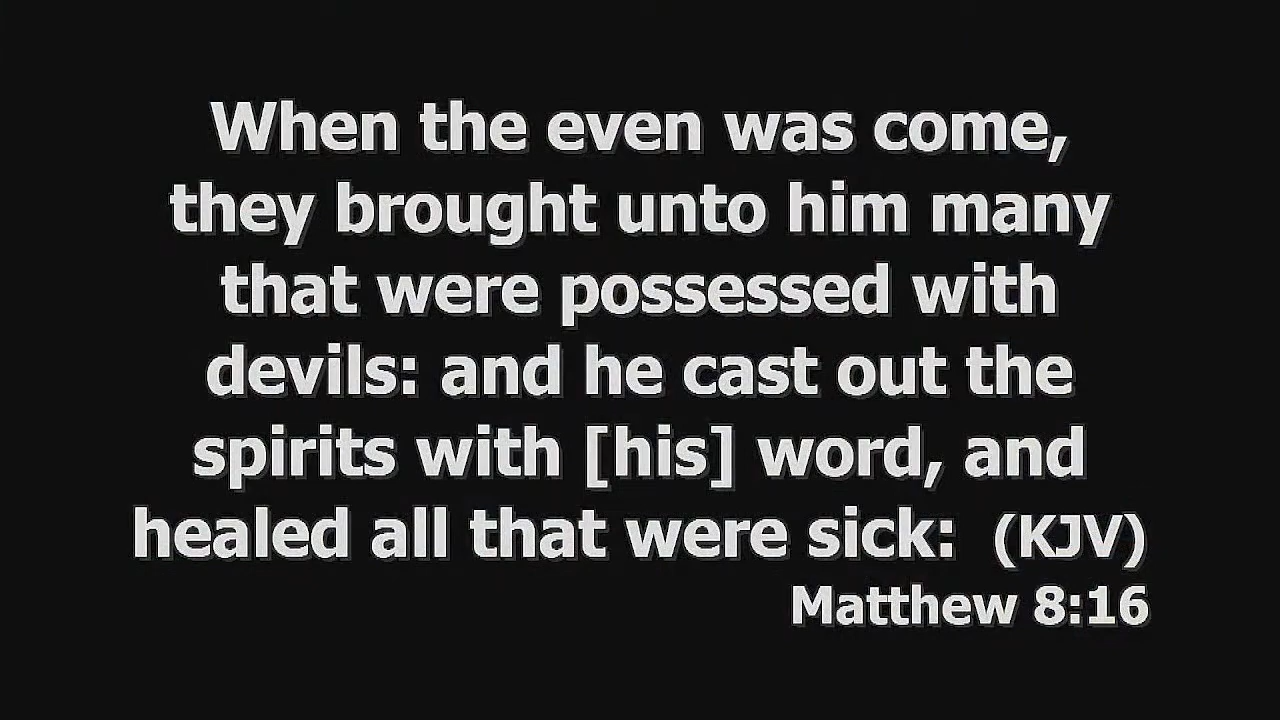 When the even was come,
they brought unto him many
that were possessed with
devils: and he cast out the
spirits with [his] word, and
healed all that were sick: (KJV)
Matthew 8:16